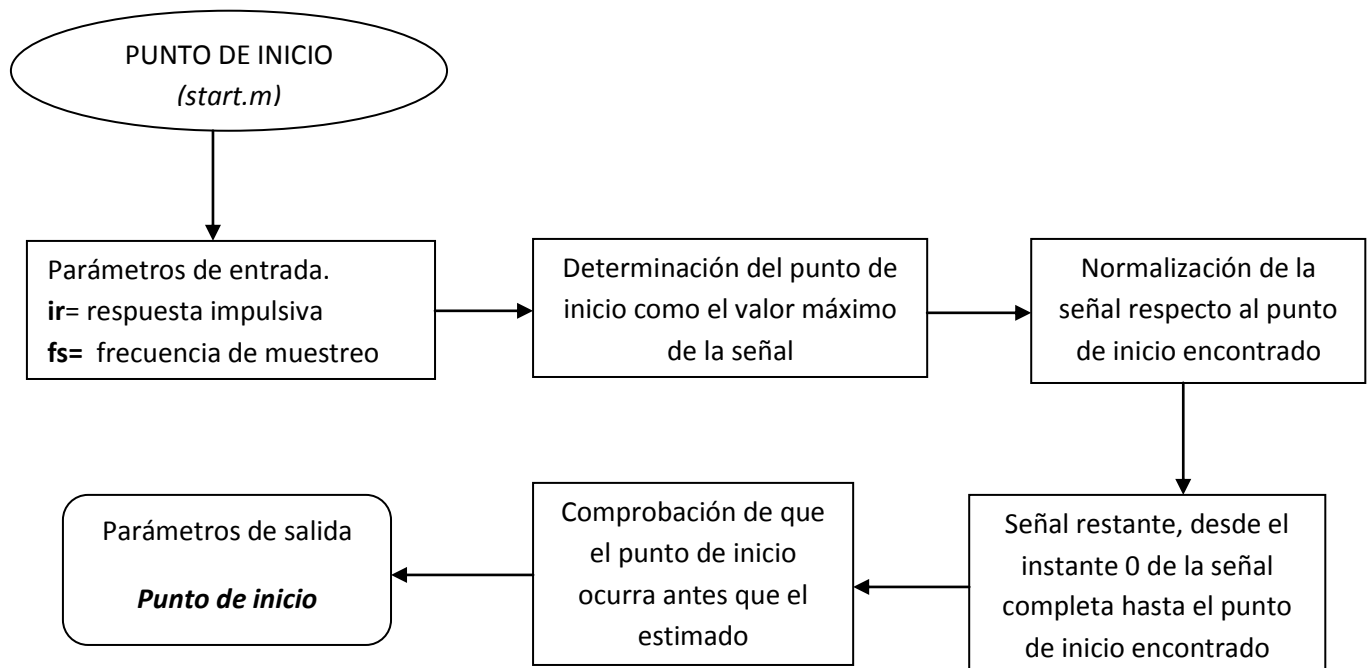 PUNTO DE INICIO
(start.m)
Parámetros de entrada.
ir= respuesta impulsiva
fs= frecuencia de muestreo
Determinación del punto de
inicio como el valor máximo
de la señal
Normalización de la
señal respecto al punto
de inicio encontrado
Señal restante, desde el
instante 0 de la señal
completa hasta el punto
de inicio encontrado
Comprobación de que
el punto de inicio
ocurra antes que el
estimado
Parámetros de salida
Punto de inicio